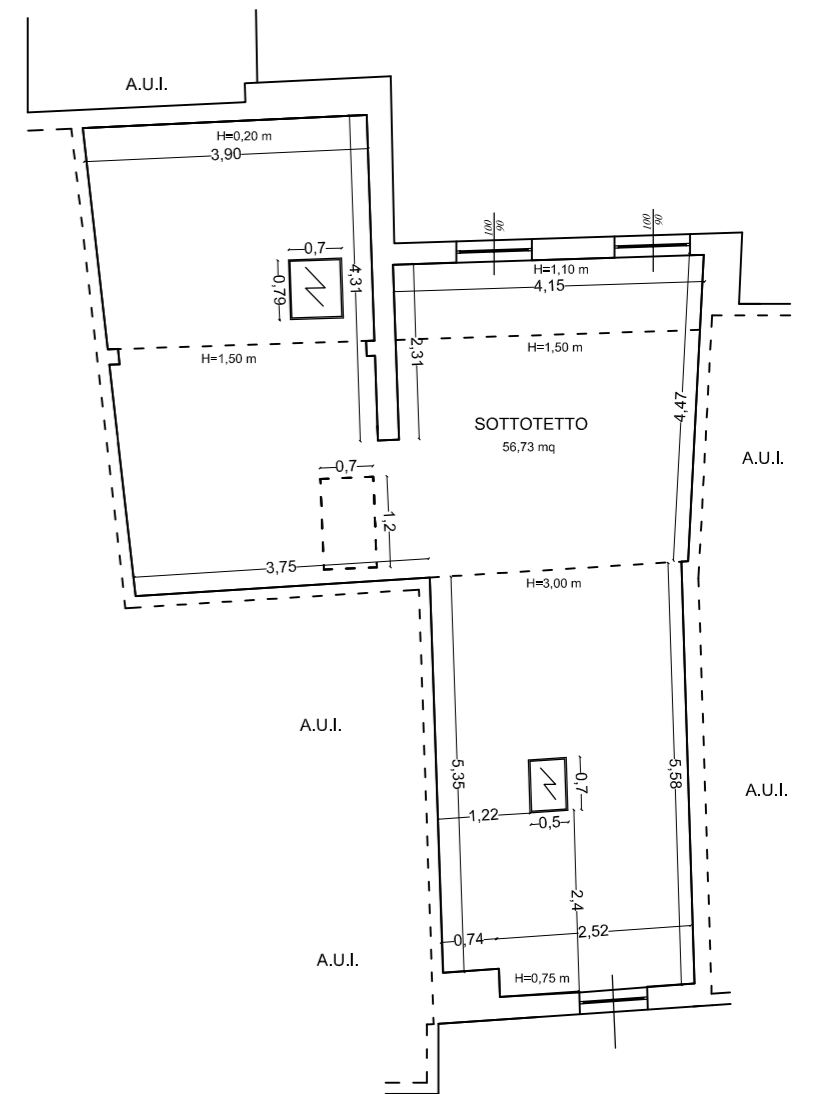 A.U.I.
H=0,20 m
3,90
0,7
0,79
4,31
H=1,50 m
90
100
90
100
H=1,10 m
4,15
2,31
H=1,50 m
4,47
SOTTOTETTO
56,73 mq
A.U.I.
0,7
1,2
3,75
H=3,00 m
A.U.I.
5,35
0,7
5,58
1,22
0,5
A.U.I.
2,4
0,74
2,52
A.U.I.
H=0,75 m